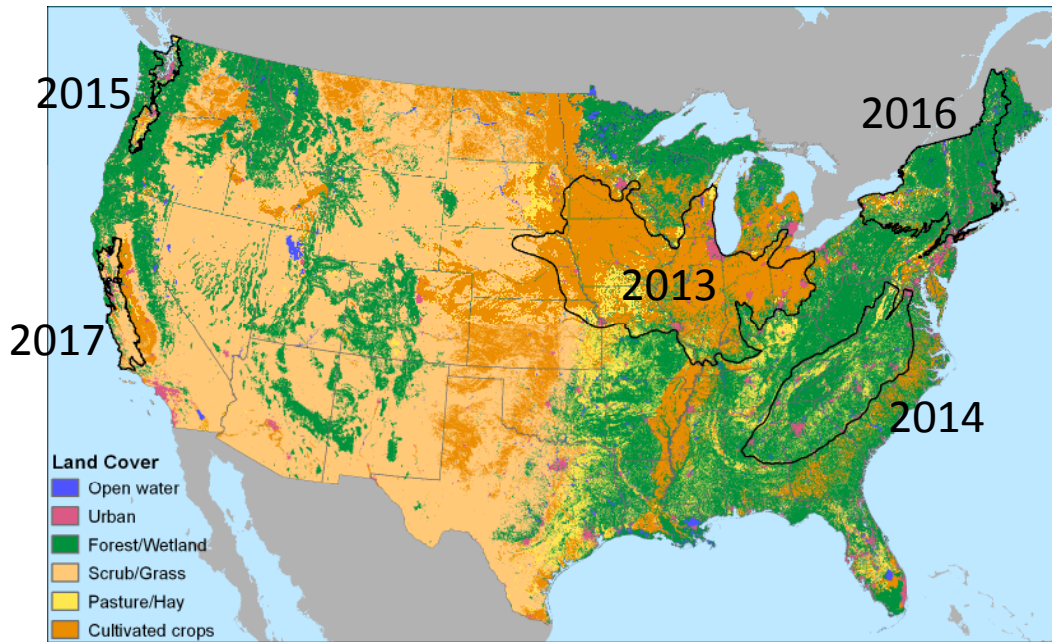 2015
2016
2013
2017
2014
Land Cover
Open water
Urban
Forest/Wetland
Scrub/Grass
Pasture/Hay
Cultivated crops